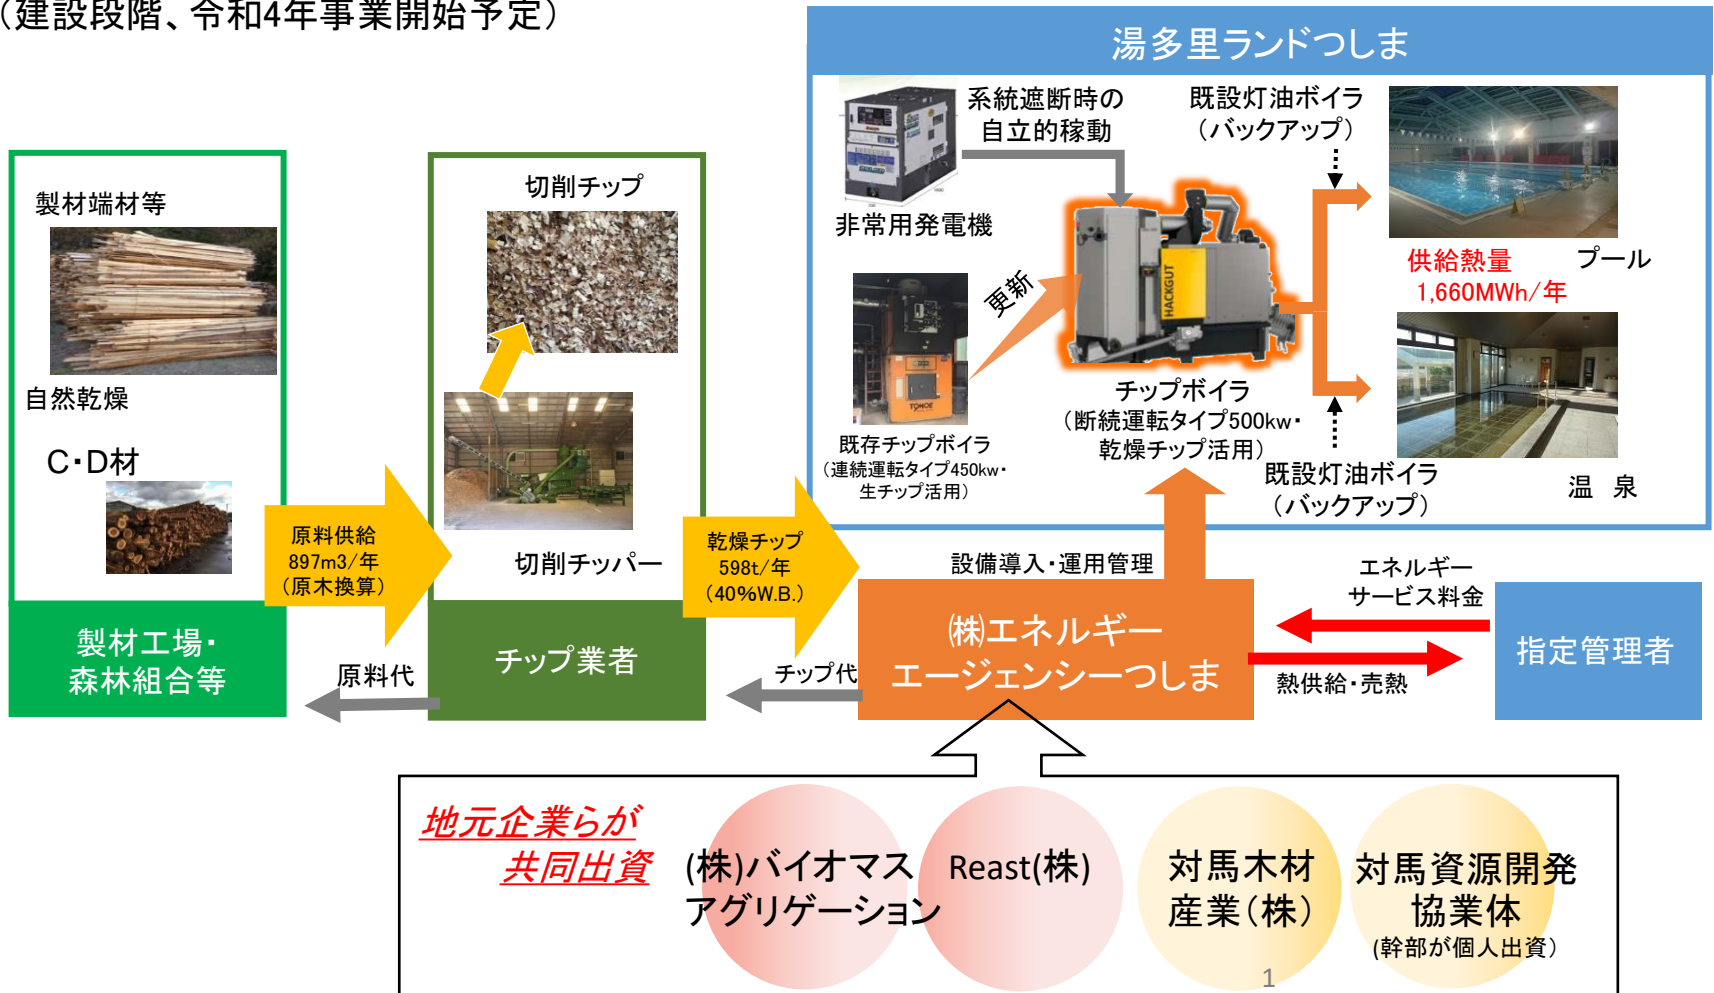 （建設段階、令和4年事業開始予定）
湯多里ランドつしま
系統遮断時の
自立的稼動
既設灯油ボイラ
（バックアップ）
非常用発電機
更新
HACKGUT
供給熱量
1,660MWh/年
プール
TOHOE
既存チップボイラ
（連続運転タイプ450kw・
生チップ活用）
チップボイラ
（断続運転タイプ500kw・
乾燥チップ活用）
既設灯油ボイラ
（バックアップ）
温　泉
製材端材等
自然乾燥
C・D材
製材工場・
森林組合等
原料供給
897m3/年
（原木換算）
原料代
切削チップ
切削チッパー
チップ業者
乾燥チップ
598t/年
（40%W.B.）
チップ代
設備導入・運用管理
㈱エネルギー
エージェンシーつしま
エネルギー
サービス料金
熱供給・売熱
指定管理者
地元企業らが
共同出資
(株)バイオマス
アグリゲーション
Reast(株)
対馬木材
産業（株）
対馬資源開発
協業体
(幹部が個人出資）
1